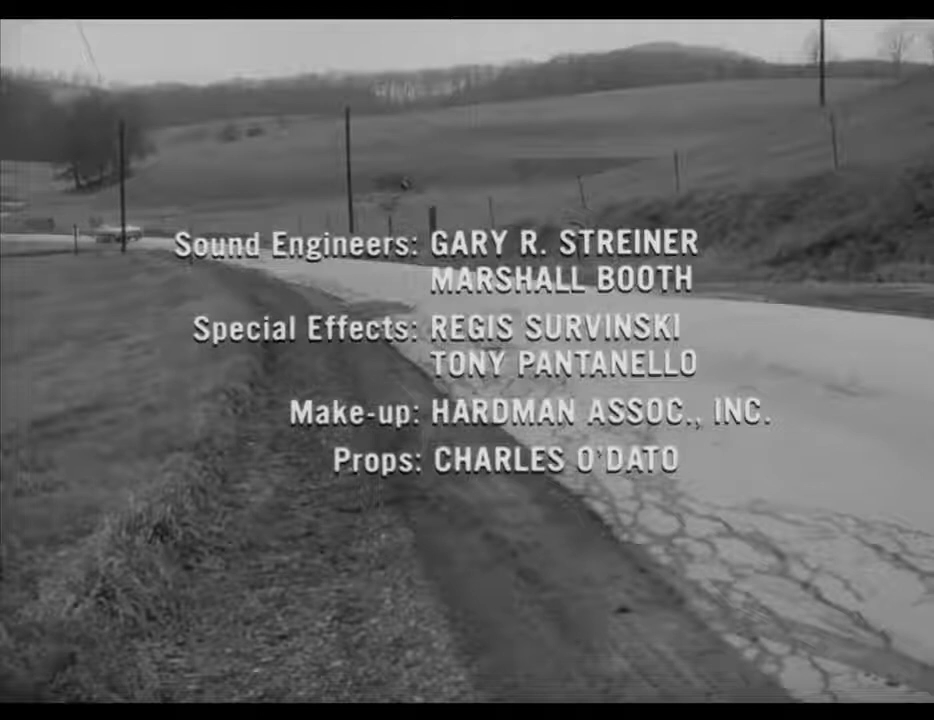 Sound Engineers: GARY R. STREINER
MARSHALL BOOTH
Special Effects: REGIS SURVINSKI
TONY PANTANELLO
Make-up: HARDMAN ASSOC., INC.
Props: CHARLES O'DATO